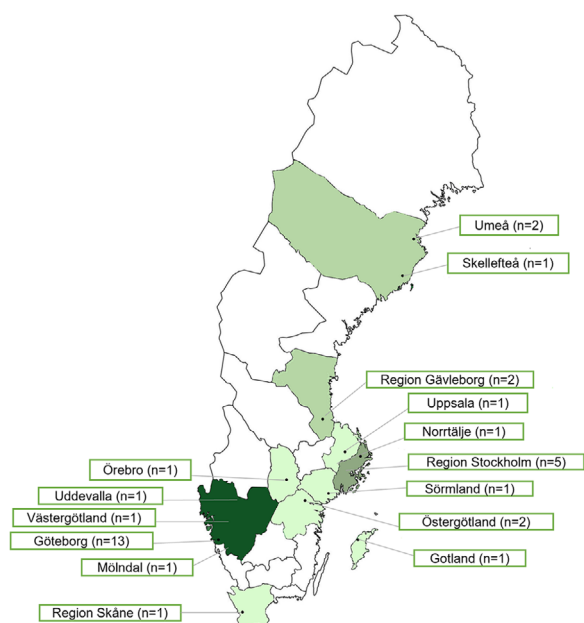 Umeå (n=2)
Skellefteå (n=1)
Region Gävleborg (n=2)
Uppsala (n=1)
Norrtälje (n=1)
Region Stockholm (n=5)
Örebro (n=1)
Sörmland (n=1)
Uddevalla (n=1)
Västergötland (n=1)
Östergötland (n=2)
Göteborg (n=13)
Gotland (n=1)
Mölndal (n=1)
Region Skåne (n=1)